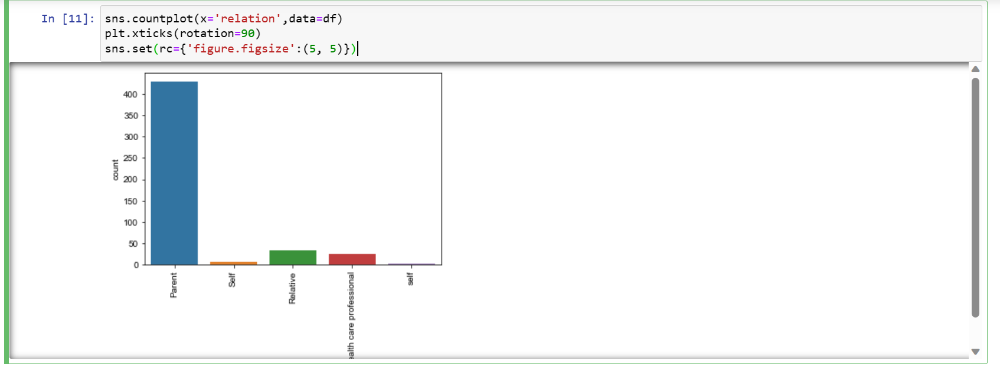 In [11]:
sns.countplot(x='relation',data=df)
plt.xticks(rotation=90)
sns.set(rc={'figure.figsize':(5, 5)})
400
350
300
250
200
150
100
50
0
count
Parent
Self
Relative
ealth care professional
self